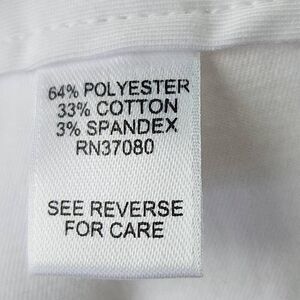 64% POLYESTER
33% COTTON
3% SPANDEX
RN37080
SEE REVERSE
FOR CARE